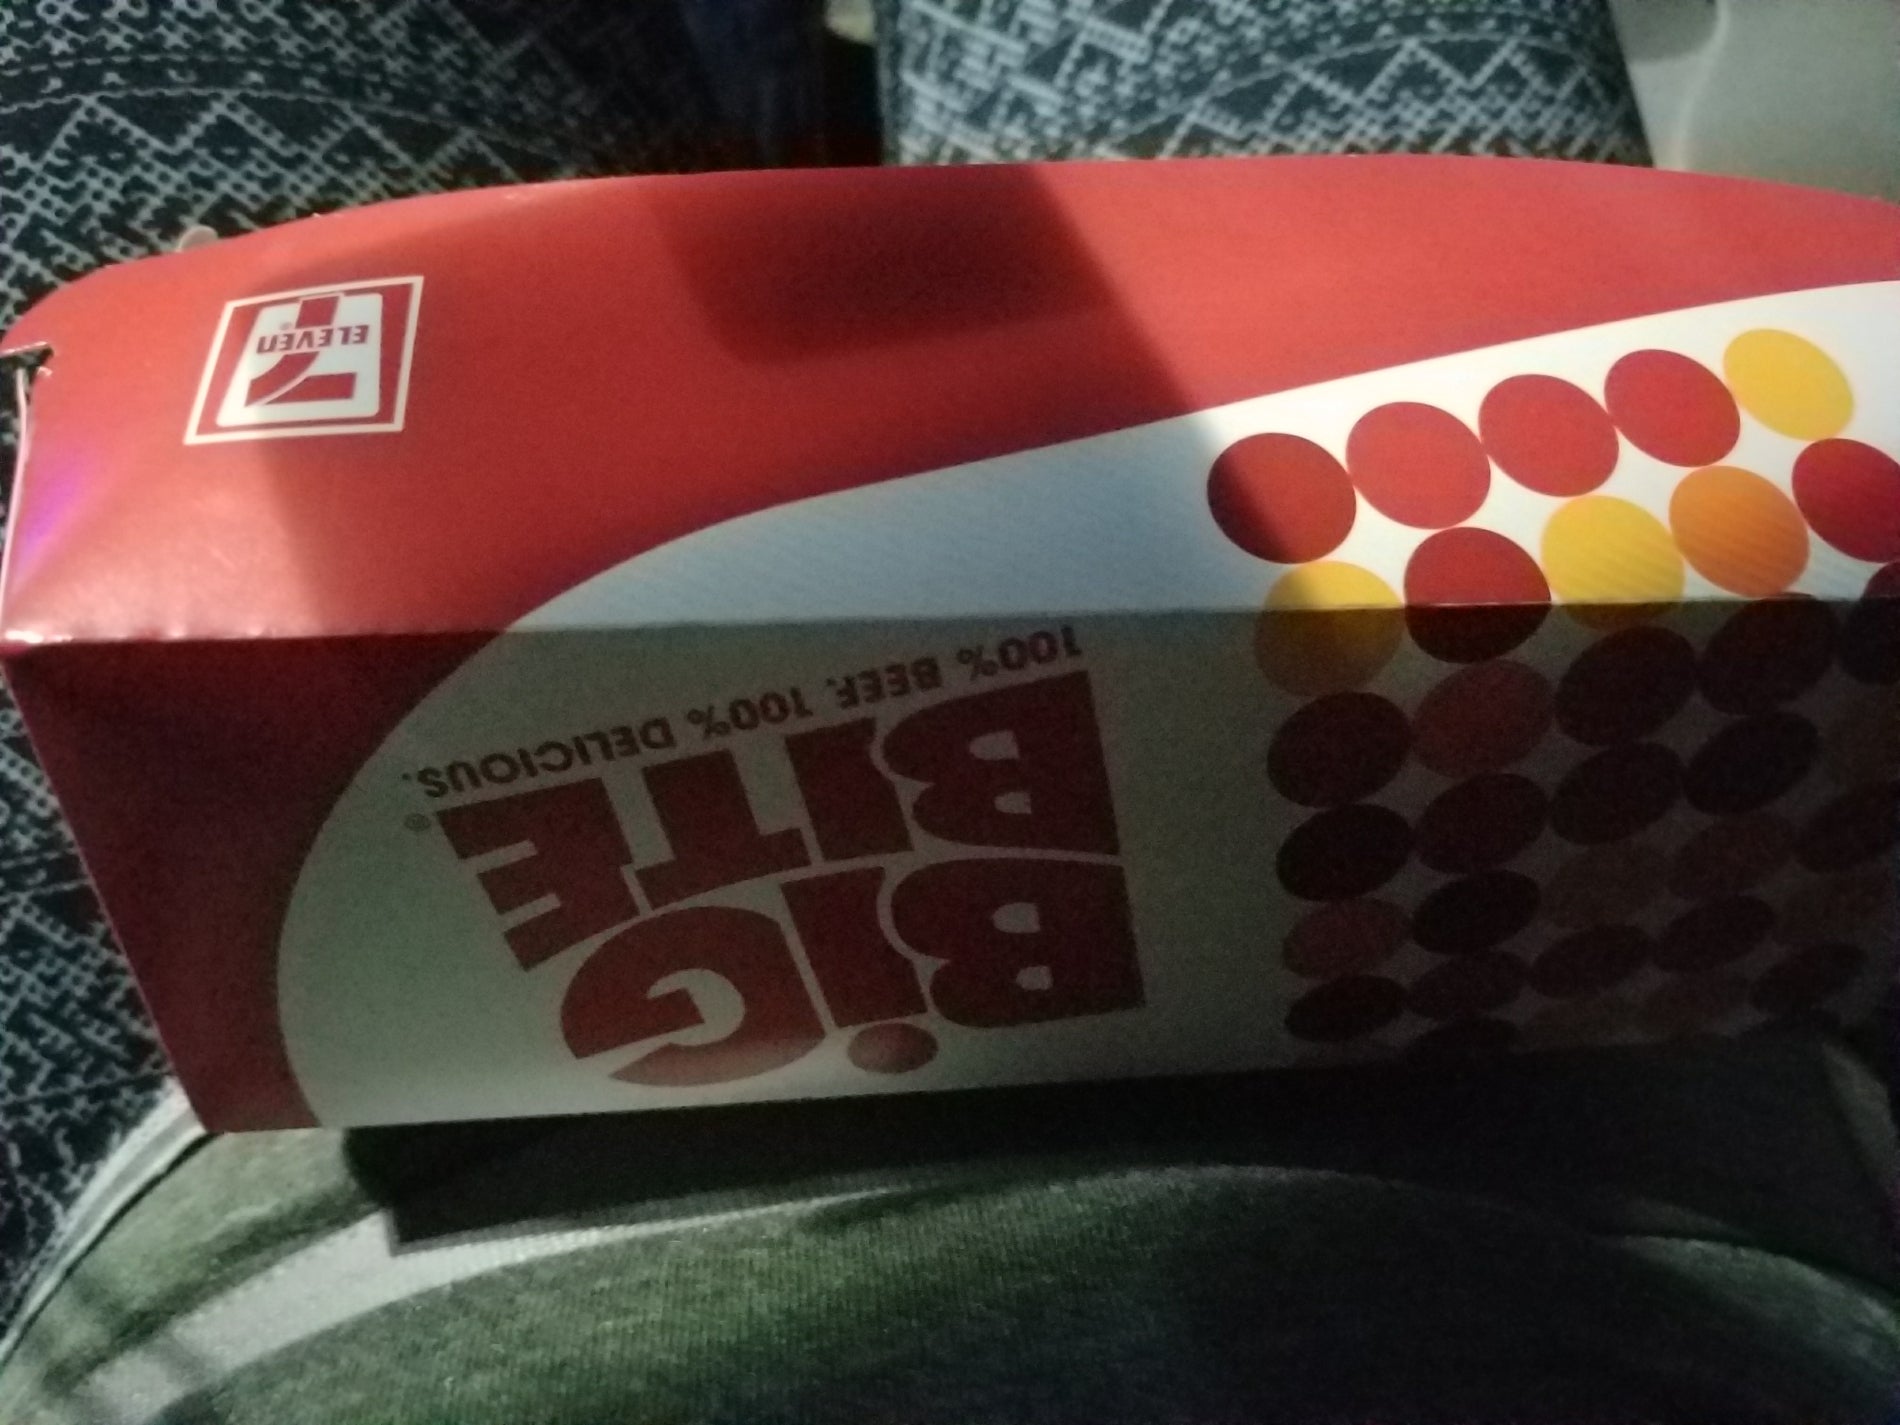 BiG
BITE®
100% BEEF. 100% DELICIOUS.
7
ELEVEN®